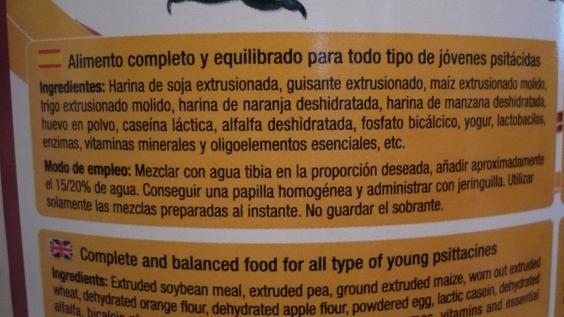 Alimento completo y equilibrado para todo tipo de jóvenes psitácidas
Ingredientes: Harina de soja extrusionada, guisante extrusionado, maíz extrusionado molido,
trigo extrusionado molido, harina de naranja deshidratada, harina de manzana deshidratada,
huevo en polvo, caseína láctica, alfalfa deshidratada, fosfato bicálcico, yogur, lactobacilos,
enzimas, vitaminas minerales y oligoelementos esenciales, etc.
Modo de empleo: Mezclar con agua tibia en la proporción deseada, añadir aproximadamente
el 15/20% de agua. Conseguir una papilla homogénea y administrar con jeringuilla. Utilizar
solamente las mezclas preparadas al instante. No guardar el sobrante.
Complete and balanced food for all type of young psittacines
Ingredients: Extruded soybean meal, extruded pea, ground extruded maize, worn out extruded
wheat, dehydrated orange flour, dehydrated apple flour, powdered egg, lactic casein, dehydrated
alfalfa, vitamins and essential